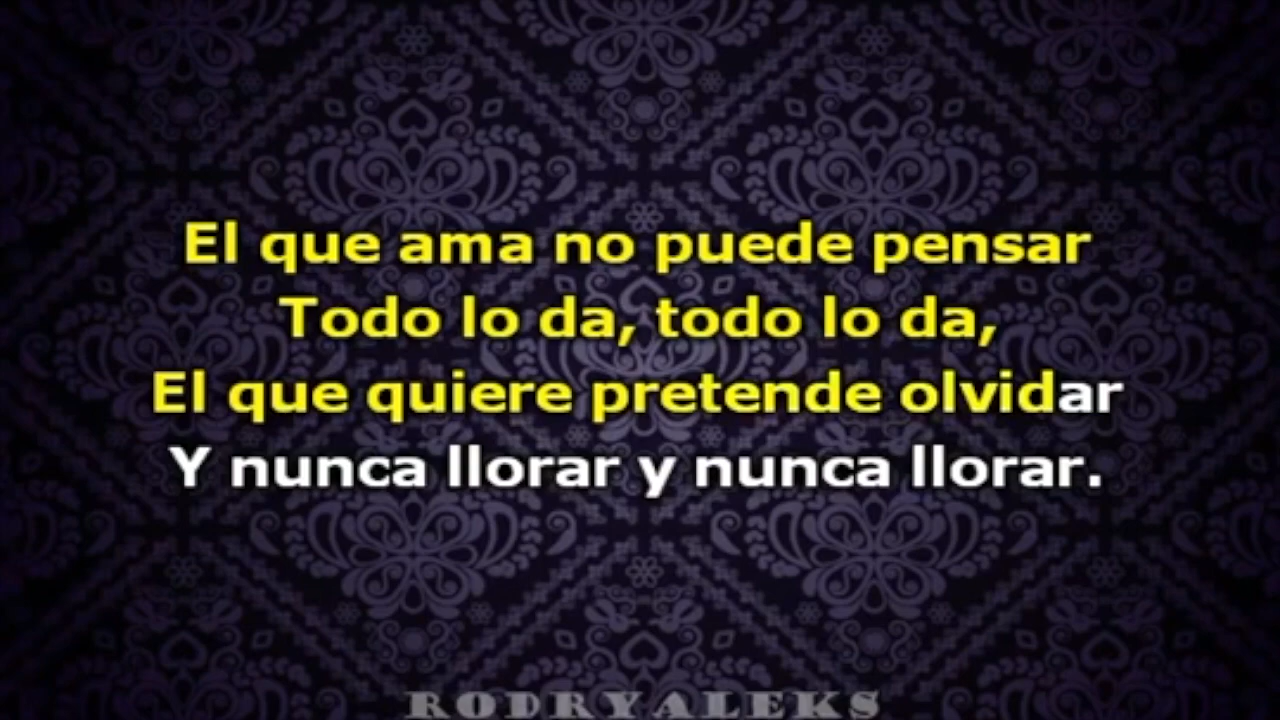 El que ama no puede pensar
Todo lo da, todo lo da,
El que quiere pretende olvidar
Y nunca llorar y nunca llorar.
RODRYALEKS